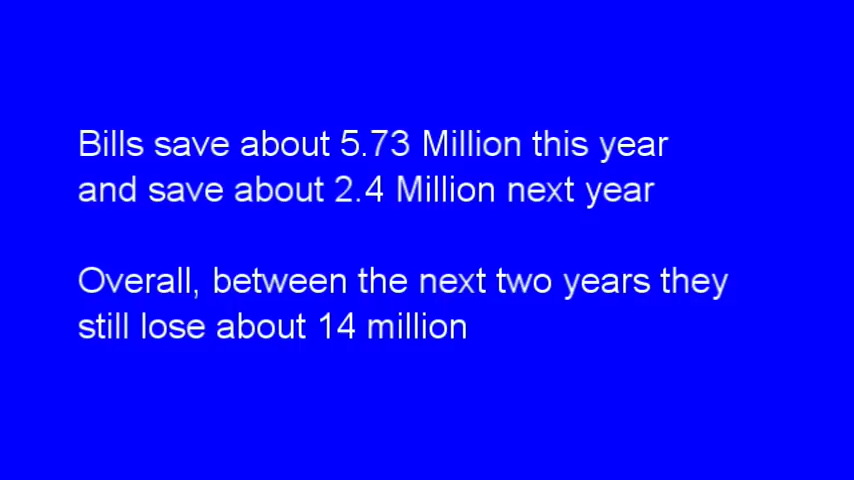 Bills save about 5.73 Million this year
and save about 2.4 Million next year
Overall, between the next two years they
still lose about 14 million